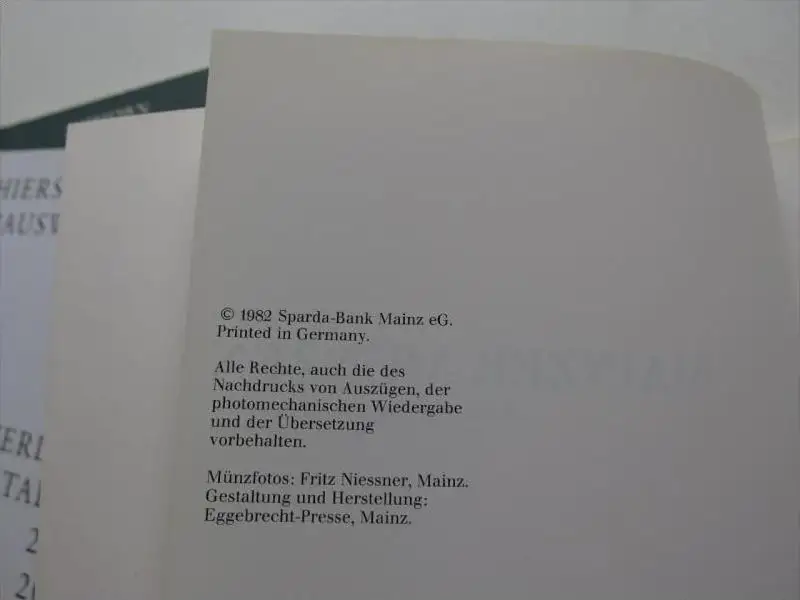 HIERS
© 1982 Sparda-Bank Mainz eG.
Printed in Germany.
Alle Rechte, auch die des
Nachdrucks von Auszügen, der
photomechanischen Wiedergabe
und der Übersetzung
vorbehalten.
Münzfotos: Fritz Niessner, Mainz.
Gestaltung und Herstellung:
Eggebrecht-Presse, Mainz.